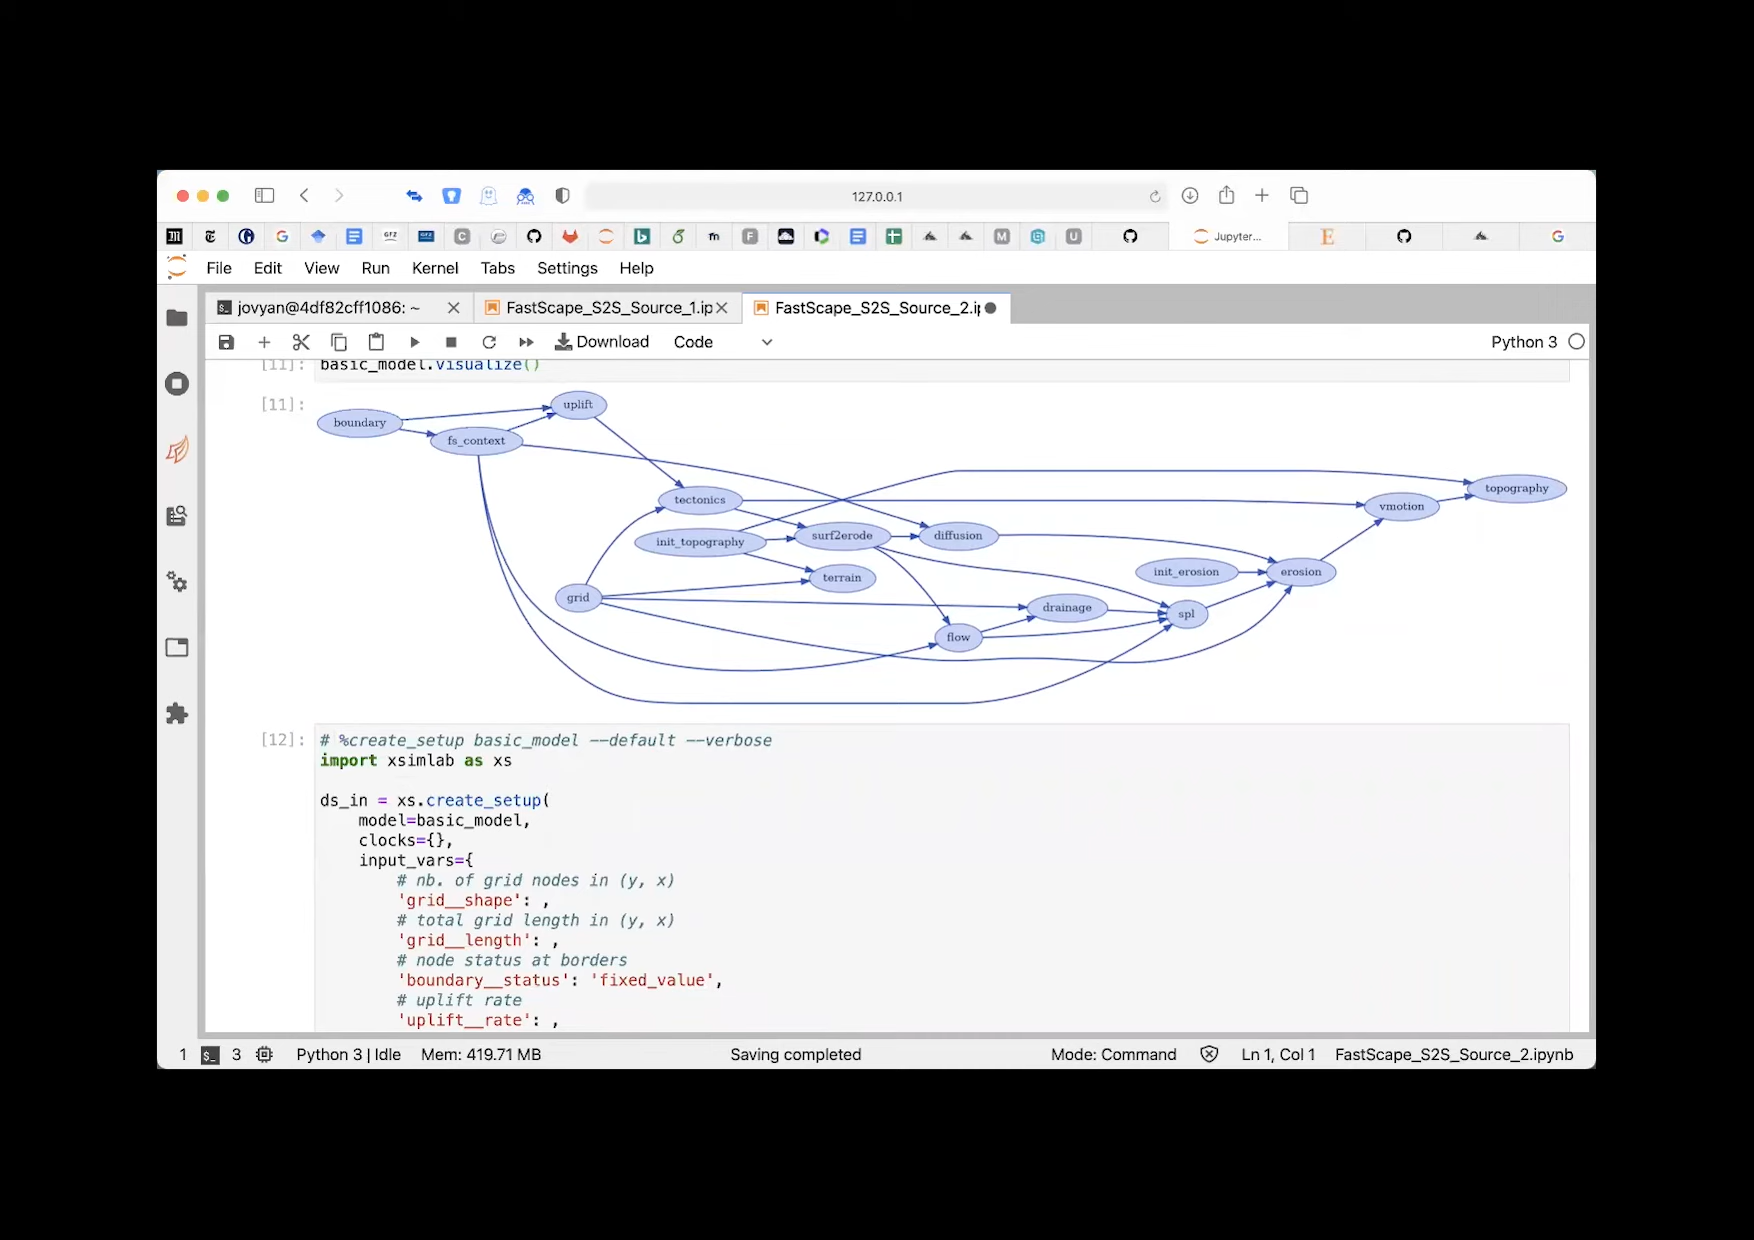 127.0.0.1
Jupyter...
File Edit View Run Kernel Tabs Settings Help
jovyan@4df82cff1086: ~
FastScape_S2S_Source_1.ip
FastScape_S2S_Source_2.ip
Download Code Python 3
[11]: basic_model.visualize()
[11]:
boundary
uplift
fs_context
tectonics
topography
vmotion
init_topography
surf2erode
diffusion
terrain
init_erosion
erosion
grid
drainage
spl
flow
[12]: # %create_setup basic_model --default --verbose
import xsimlab as xs
ds_in = xs.create_setup(
model=basic_model,
clocks={},
input_vars={
# nb. of grid nodes in (y, x)
'grid__shape': ,
# total grid length in (y, x)
'grid__length': ,
# node status at borders
'boundary__status': 'fixed_value',
# uplift rate
'uplift__rate': ,
1 3 Python 3 | Idle Mem: 419.71 MB Saving completed Mode: Command Ln 1, Col 1 FastScape_S2S_Source_2.ipynb